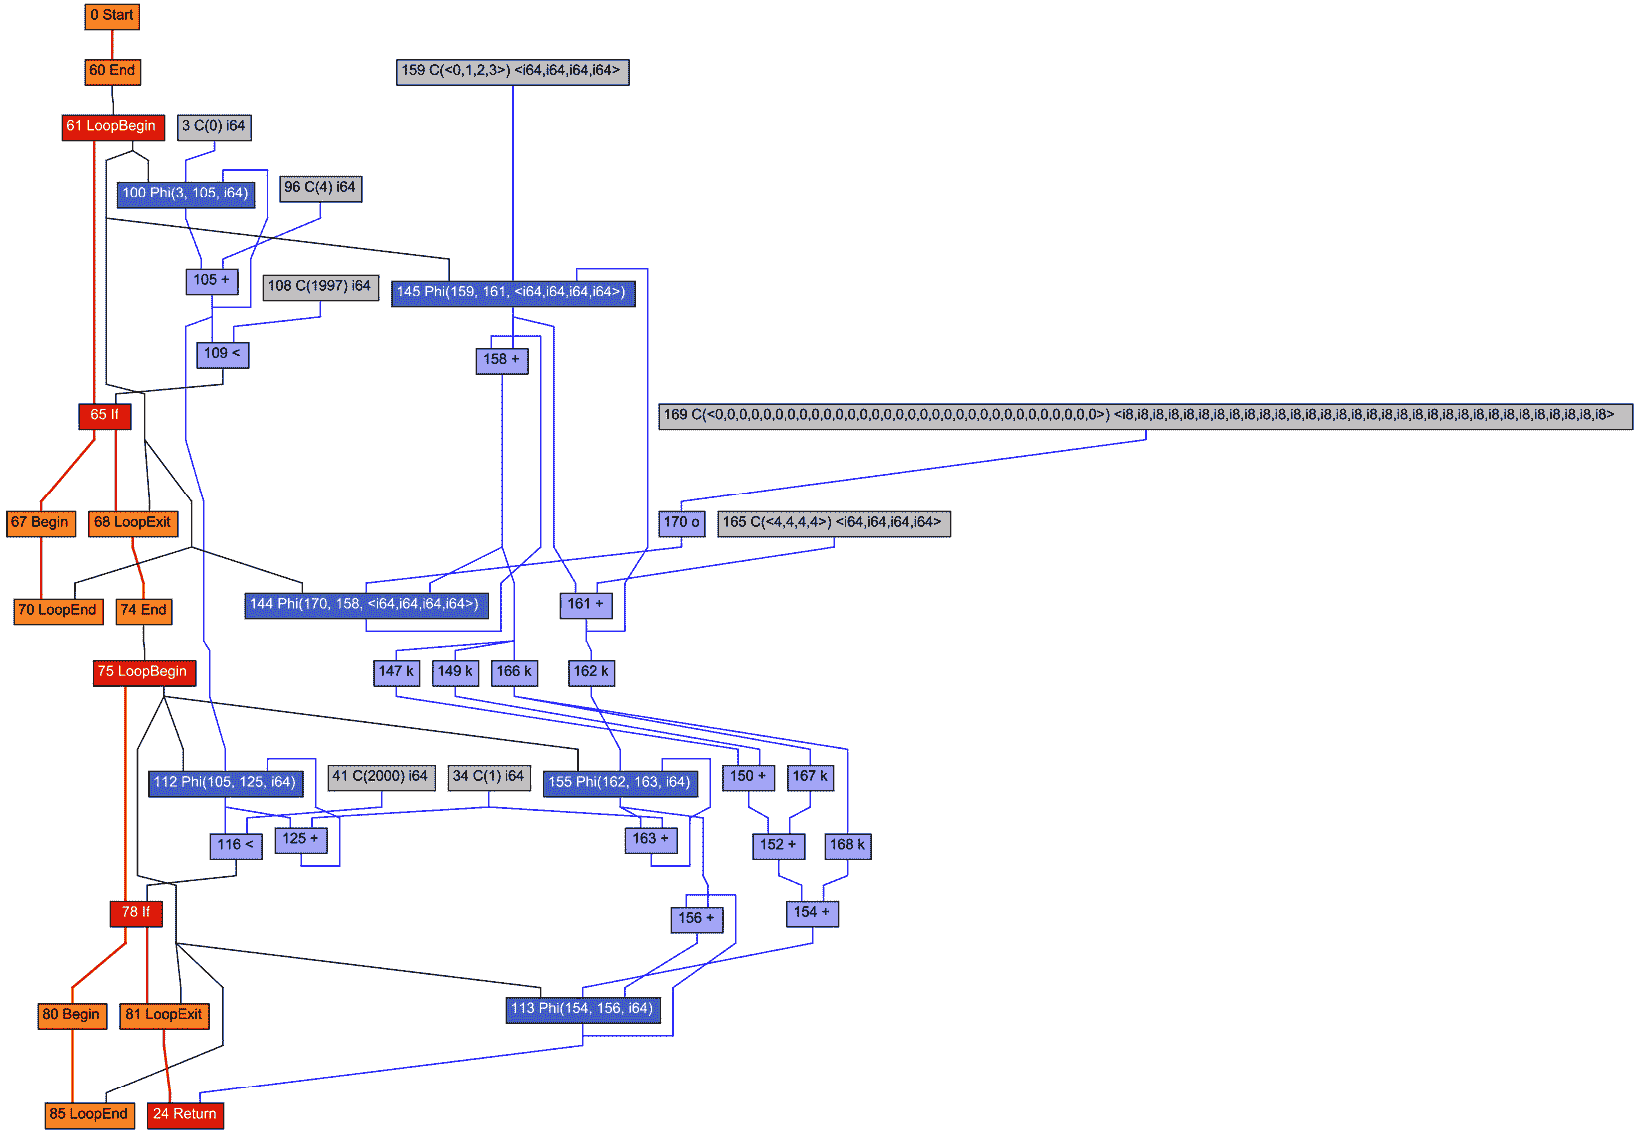 0 Start
60 End
159 C(<0,1,2,3>) <i64,i64,i64,i64>
61 LoopBegin
3 C(0) i64
100 Phi(3, 105, i64)
96 C(4) i64
105 +
108 C(1997) i64
145 Phi(159, 161, <i64,i64,i64,i64>)
109 <
158 +
65 If
169 C(<0,0,0,0,0,0,0,0,0,0,0,0,0,0,0,0,0,0,0,0,0,0,0,0,0,0,0,0,0,0,0,0>) <i8,i8,i8,i8,i8,i8,i8,i8,i8,i8,i8,i8,i8,i8,i8,i8,i8,i8,i8,i8,i8,i8,i8,i8,i8,i8,i8,i8,i8,i8,i8,i8>
67 Begin
68 LoopExit
170 o
165 C(<4,4,4,4>) <i64,i64,i64,i64>
70 LoopEnd
74 End
144 Phi(170, 158, <i64,i64,i64,i64>)
161 +
75 LoopBegin
147 k
149 k
166 k
162 k
112 Phi(105, 125, i64)
41 C(2000) i64
34 C(1) i64
155 Phi(162, 163, i64)
150 +
167 k
116 <
125 +
163 +
152 +
168 k
78 If
156 +
154 +
80 Begin
81 LoopExit
113 Phi(154, 156, i64)
85 LoopEnd
24 Return